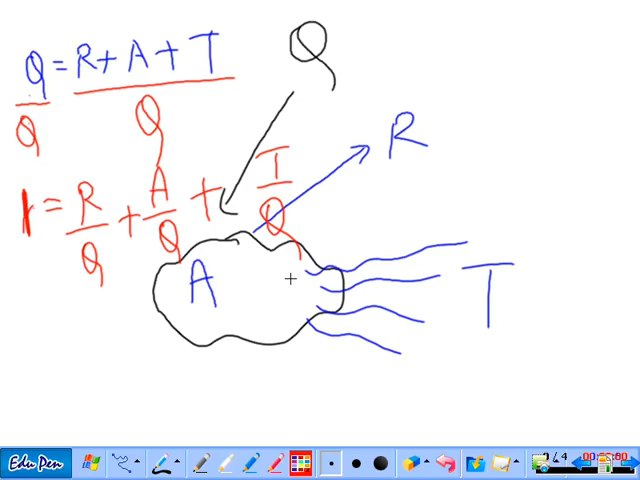 Q = R + A + T
Q Q
1 = R/Q + A/Q + T/Q
Q
R
A
T
Edu Pen